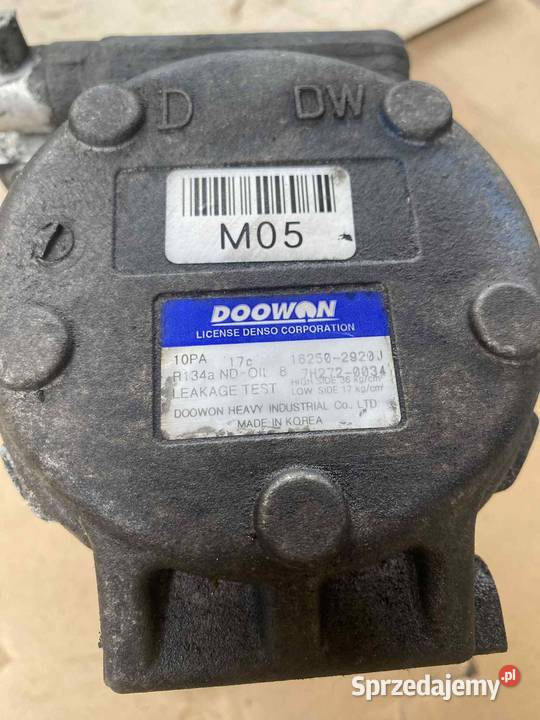 D DW
M05
DOOWON
LICENSE DENSO CORPORATION
10PA 17c 16250-2920J
R134a ND-OIL 8 7H272-0034
LEAKAGE TEST HIGH SIDE 36 kg/cm²
LOW SIDE 17 kg/cm²
DOOWON HEAVY INDUSTRIAL Co., LTD
MADE IN KOREA
Sprzedajemy.pl